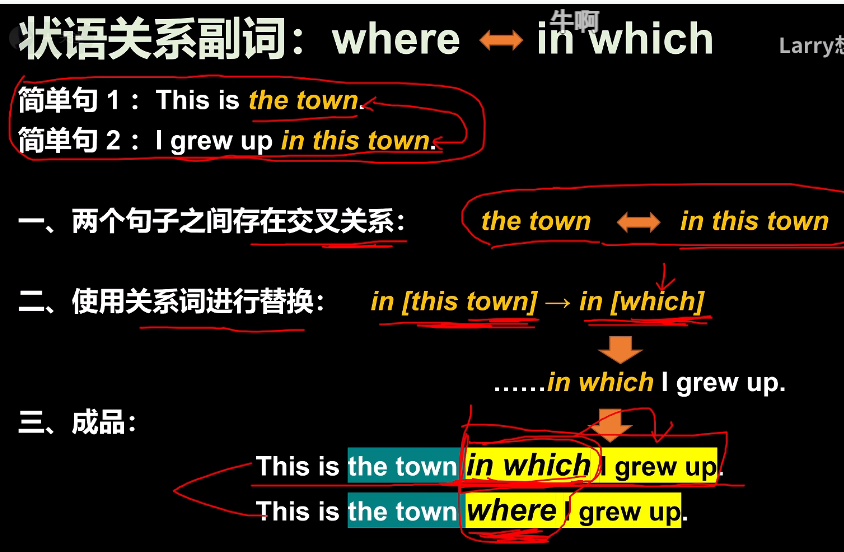 牛啊
状语关系副词：where ↔ in which
Larry想
简单句 1 ：This is the town.
简单句 2 ：I grew up in this town.
一、两个句子之间存在交叉关系： the town ↔ in this town
二、使用关系词进行替换： in [this town] → in [which]
……in which I grew up.
三、成品：
This is the town in which I grew up.
This is the town where I grew up.